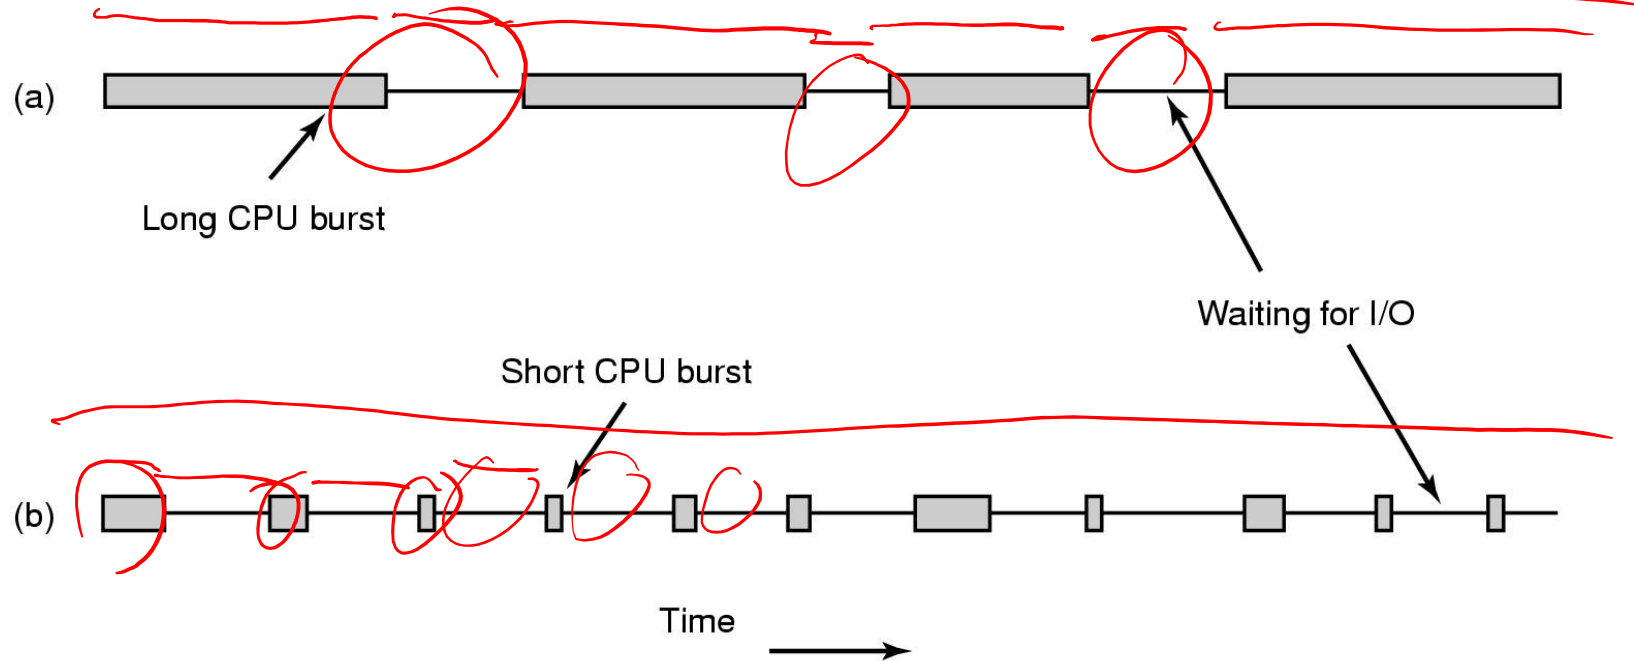 (a)
Long CPU burst
Waiting for I/O
Short CPU burst
(b)
Time